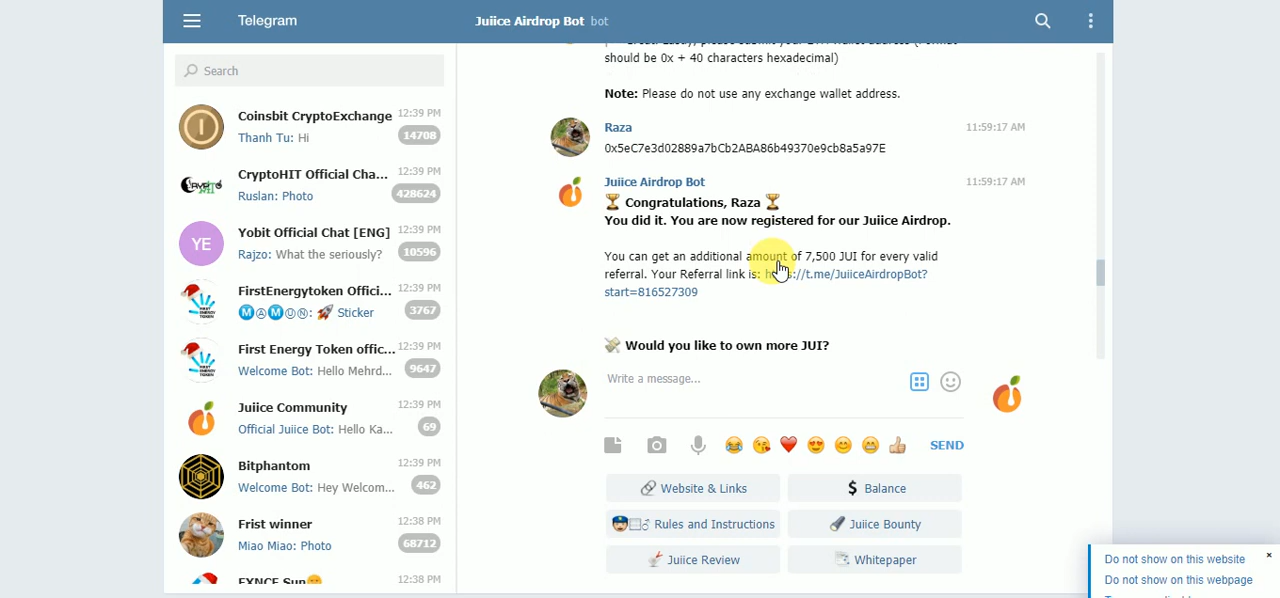 Telegram
Juiice Airdrop Bot bot
Search
Coinsbit CryptoExchange 12:39 PM
Thanh Tu: Hi 14708
CryptoHIT Official Cha... 12:39 PM
Ruslan: Photo 428624
YE Yobit Official Chat [ENG] 12:39 PM
Rajzo: What the seriously? 10596
FirstEnergytoken Offici... 12:39 PM
ⓂⒶⓂⓊⓃ: 🚀 Sticker 3767
First Energy Token offic... 12:39 PM
Welcome Bot: Hello Mehrd... 9647
Juiice Community 12:39 PM
Official Juiice Bot: Hello Ka... 69
Bitphantom 12:39 PM
Welcome Bot: Hey Welcom... 462
Frist winner 12:38 PM
Miao Miao: Photo 68712
EXNCE Sun 12:38 PM
should be 0x + 40 characters hexadecimal)
Note: Please do not use any exchange wallet address.
Raza 11:59:17 AM
0x5eC7e3d02889a7bCb2ABA86b49370e9cb8a5a97E
Juiice Airdrop Bot 11:59:17 AM
🏆 Congratulations, Raza 🏆
You did it. You are now registered for our Juiice Airdrop.
You can get an additional amount of 7,500 JUI for every valid
referral. Your Referral link is: https://t.me/JuiiceAirdropBot?
start=816527309
💸 Would you like to own more JUI?
Write a message...
SEND
Website & Links
$ Balance
Rules and Instructions
Juiice Bounty
Juiice Review
Whitepaper
Do not show on this website ×
Do not show on this webpage